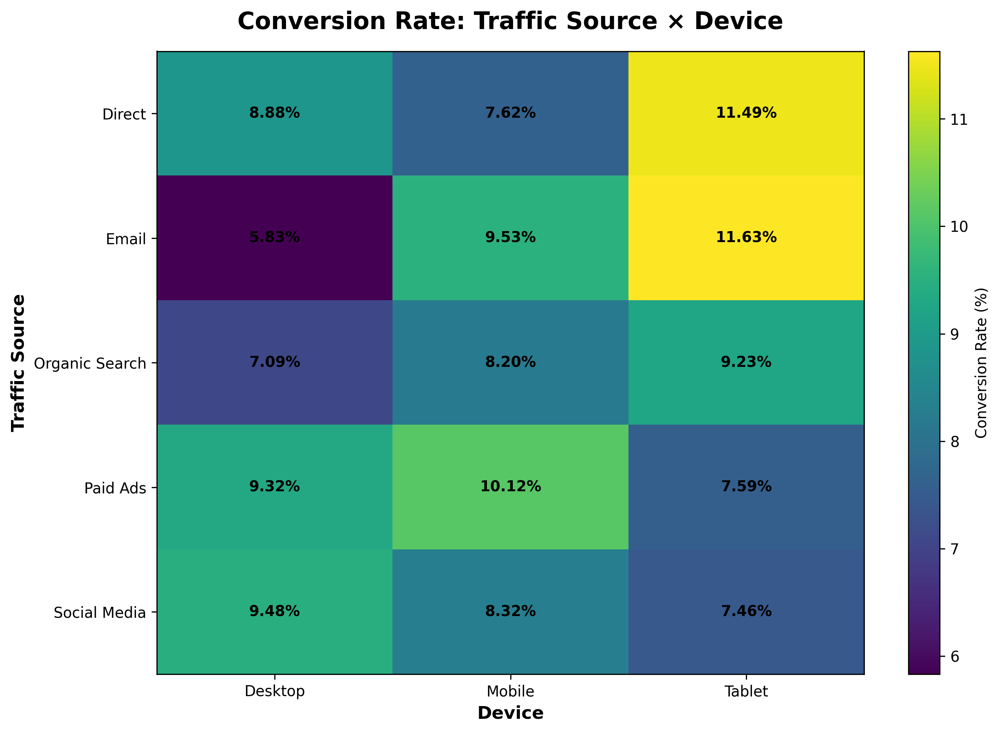 Conversion Rate: Traffic Source × Device
Traffic Source
Direct
8.88%
7.62%
11.49%
Email
5.83%
9.53%
11.63%
Organic Search
7.09%
8.20%
9.23%
Paid Ads
9.32%
10.12%
7.59%
Social Media
9.48%
8.32%
7.46%
Desktop
Mobile
Tablet
Device
11
10
9
8
7
6
Conversion Rate (%)